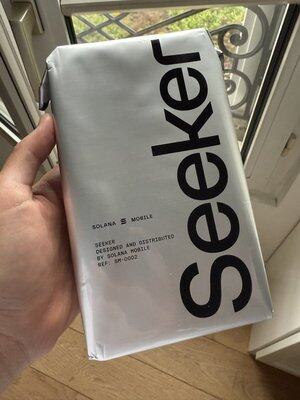 Seeker
SOLANA S MOBILE
SEEKER
DESIGNED AND DISTRIBUTED
BY SOLANA MOBILE
REF: SM-0002